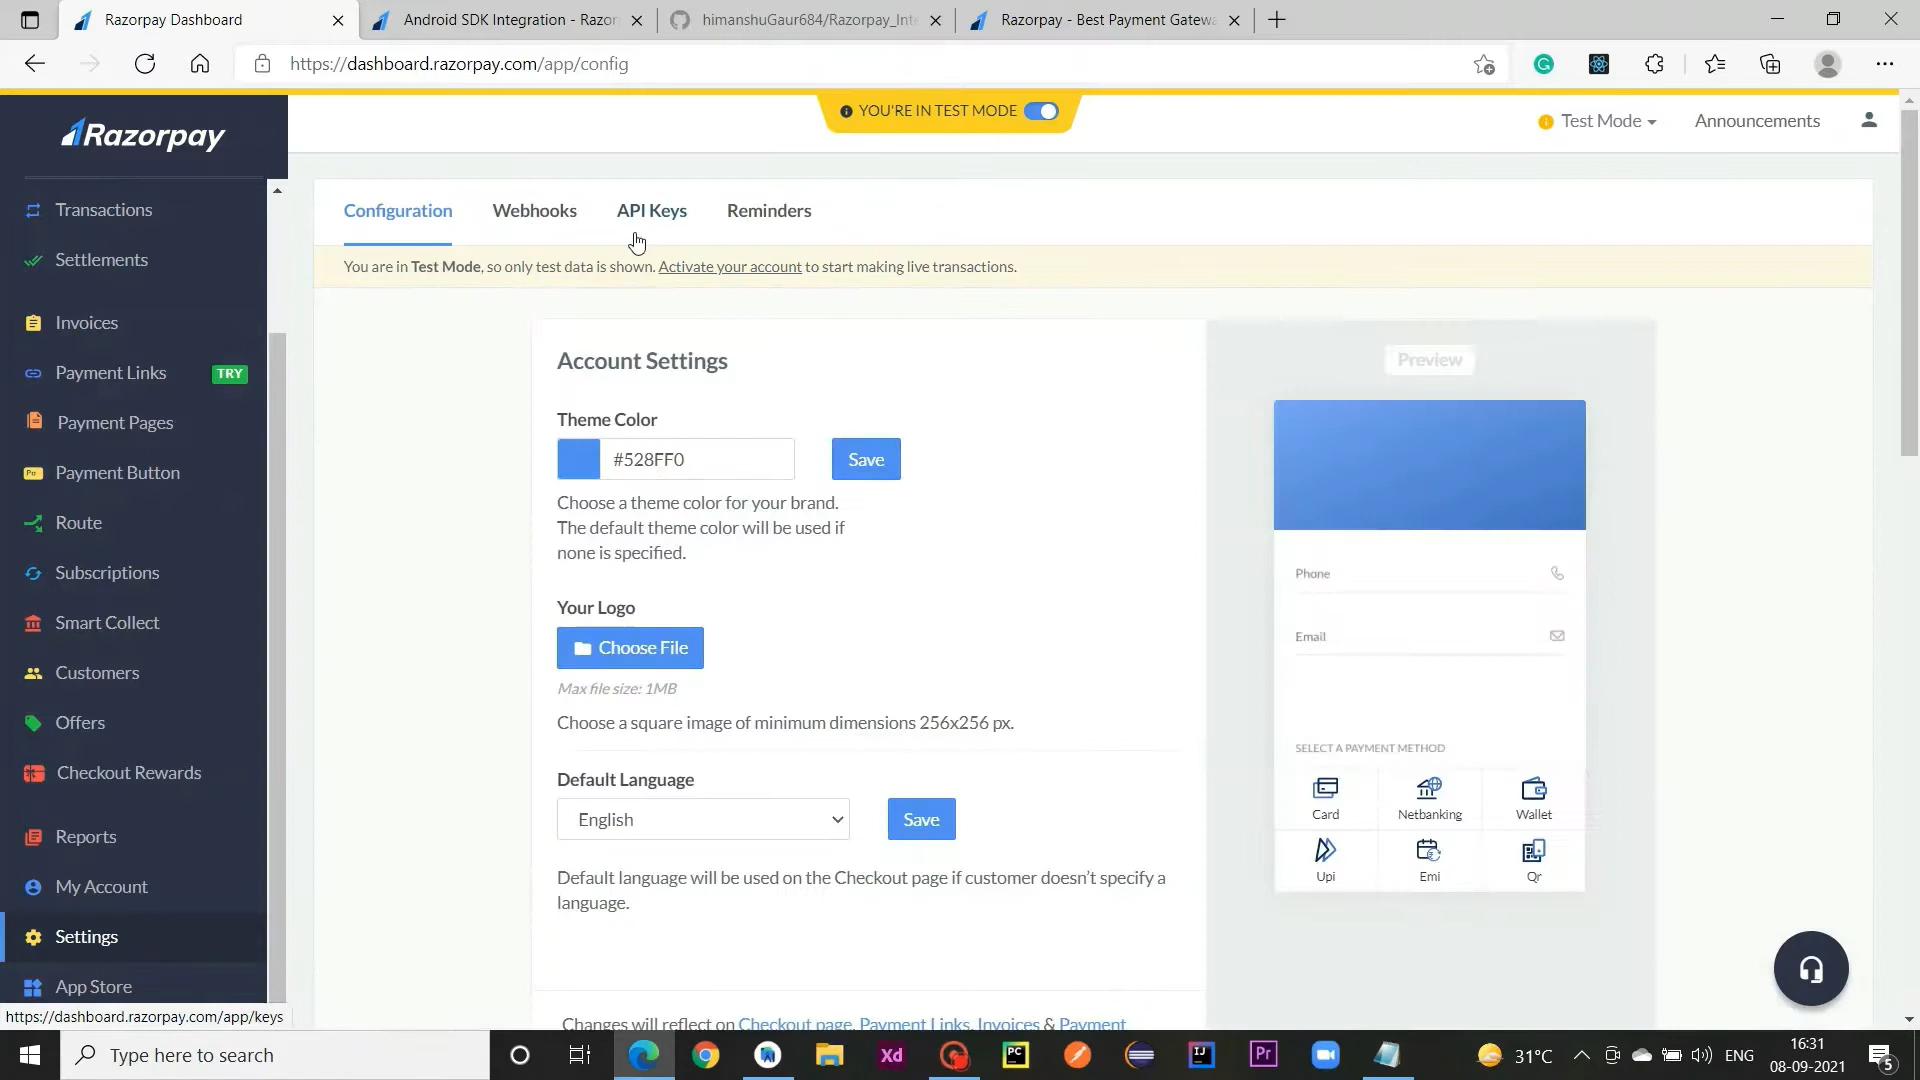 Razorpay Dashboard
Android SDK Integration - Razor
himanshuGaur684/Razorpay_Inte
Razorpay - Best Payment Gatewa
https://dashboard.razorpay.com/app/config
Razorpay
YOU'RE IN TEST MODE
Test Mode
Announcements
Transactions
Settlements
Invoices
Payment Links
TRY
Payment Pages
Payment Button
Route
Subscriptions
Smart Collect
Customers
Offers
Checkout Rewards
Reports
My Account
Settings
App Store
https://dashboard.razorpay.com/app/keys
Configuration
Webhooks
API Keys
Reminders
You are in Test Mode, so only test data is shown. Activate your account to start making live transactions.
Account Settings
Theme Color
#528FF0
Save
Choose a theme color for your brand.
The default theme color will be used if
none is specified.
Your Logo
Choose File
Max file size: 1MB
Choose a square image of minimum dimensions 256x256 px.
Default Language
English
Save
Default language will be used on the Checkout page if customer doesn't specify a
language.
Changes will reflect on Checkout page, Payment Links, Invoices & Payment
Preview
Phone
Email
SELECT A PAYMENT METHOD
Card
Netbanking
Wallet
Upi
Emi
Qr
Type here to search
Xd
PC
IJ
Pr
31°C
ENG
16:31
08-09-2021
5